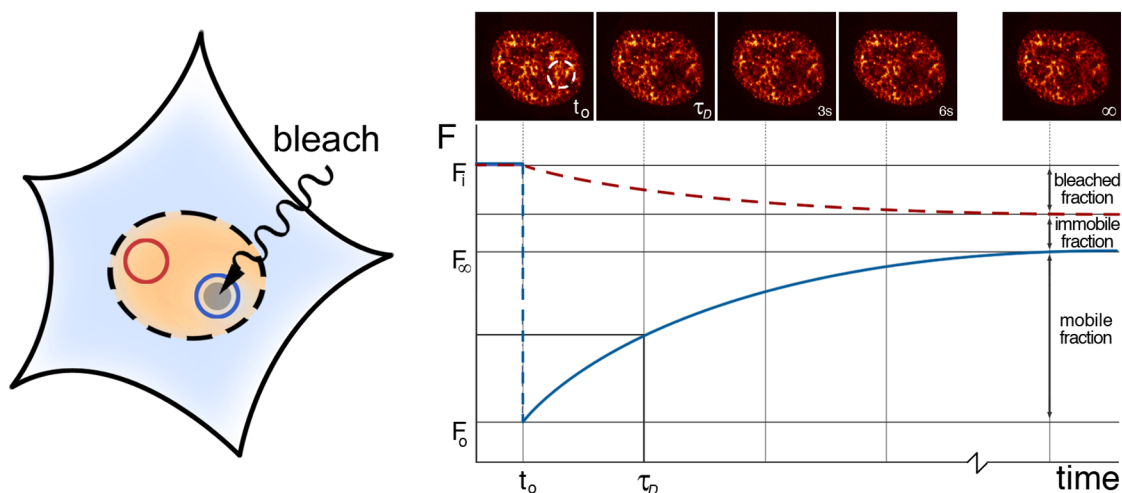 bleach
t₀
τ_D
3s
6s
∞
F
Fᵢ
bleached
fraction
immobile
fraction
F∞
mobile
fraction
F₀
t₀
τ_D
time